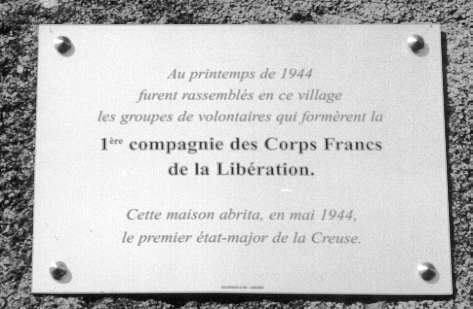 Au printemps de 1944
furent rassemblés en ce village
les groupes de volontaires qui formèrent la
1ère compagnie des Corps Francs
de la Libération.
Cette maison abrita, en mai 1944,
le premier état-major de la Creuse.